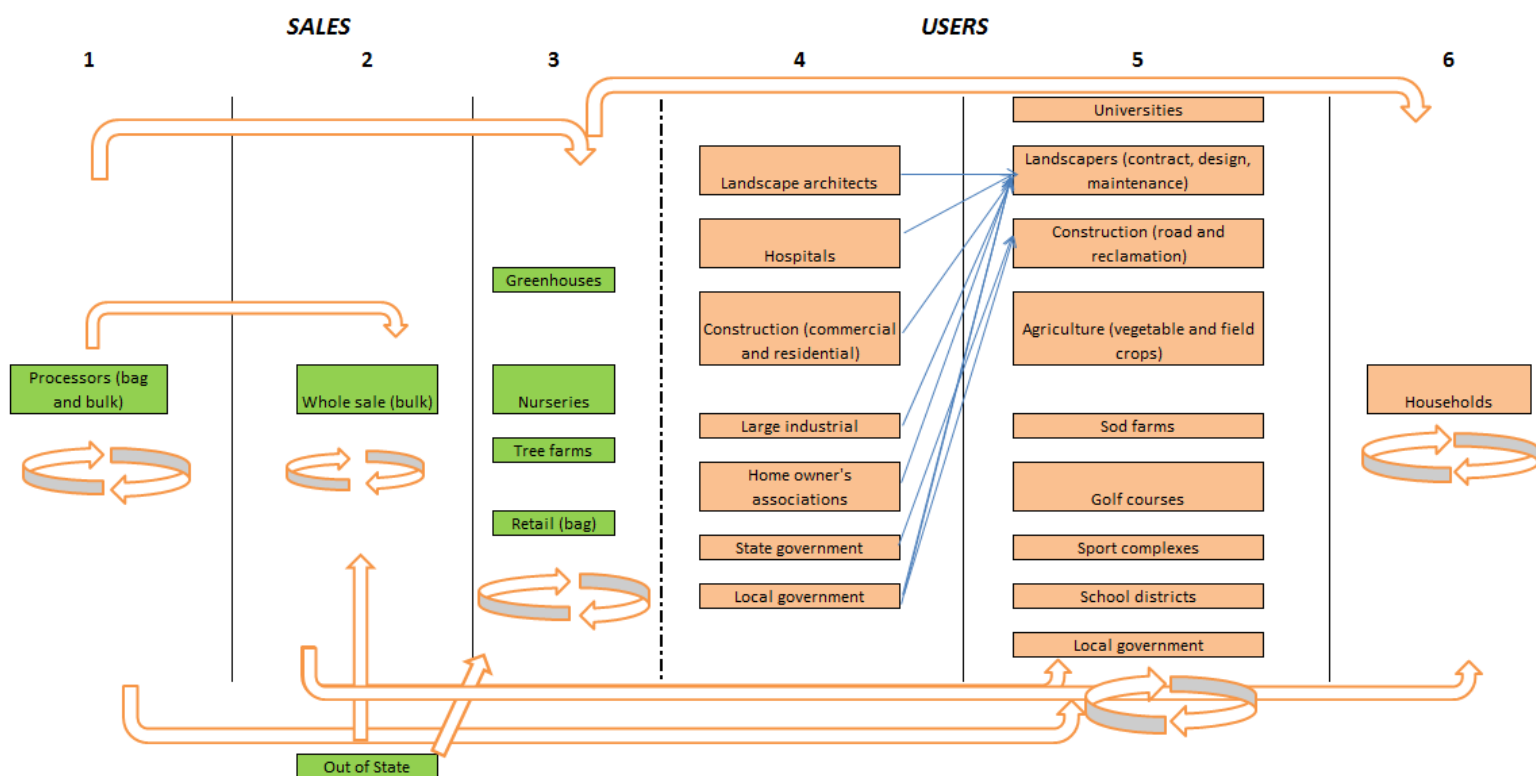 SALES
USERS
1
2
3
4
5
6
Universities
Landscape architects
Landscapers (contract, design,
maintenance)
Hospitals
Construction (road and
reclamation)
Greenhouses
Construction (commercial
and residential)
Agriculture (vegetable and field
crops)
Processors (bag
and bulk)
Whole sale (bulk)
Nurseries
Households
Large industrial
Sod farms
Tree farms
Home owner's
associations
Golf courses
Retail (bag)
State government
Sport complexes
Local government
School districts
Local government
Out of State